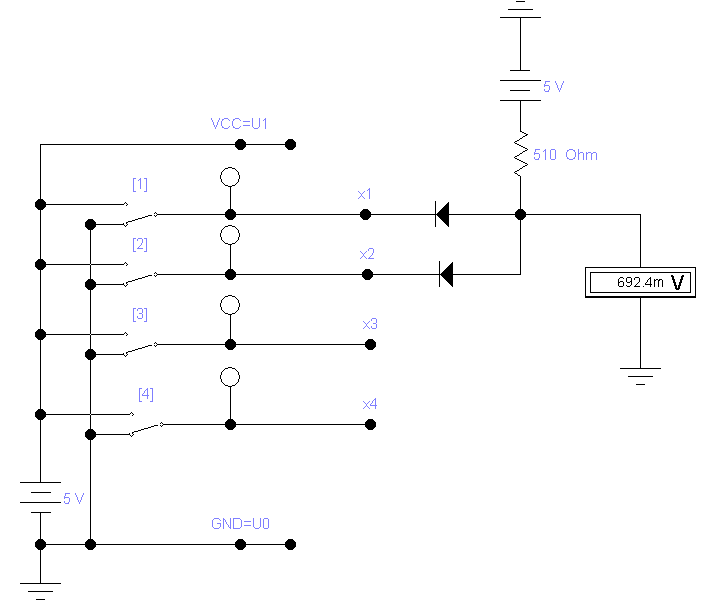 5 V
VCC=U1
510 Ohm
[1]
x1
[2]
x2
692.4m V
[3]
x3
[4]
x4
5 V
GND=U0